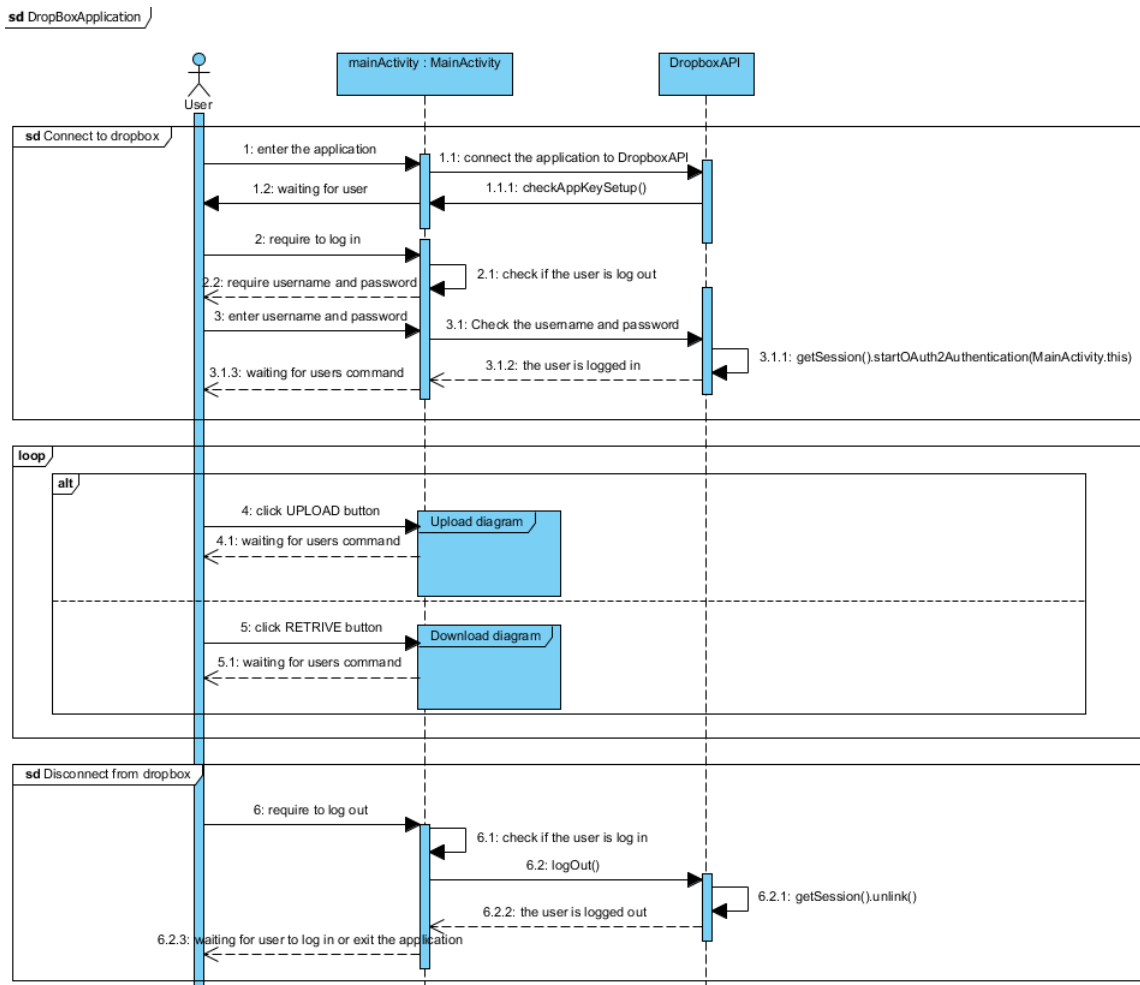 sd DropBoxApplication
mainActivity : MainActivity
DropboxAPI
User
sd Connect to dropbox
1: enter the application
1.1: connect the application to DropboxAPI
1.2: waiting for user
1.1.1: checkAppKeySetup()
2: require to log in
2.1: check if the user is log out
2.2: require username and password
3: enter username and password
3.1: Check the username and password
3.1.1: getSession().startOAuth2Authentication(MainActivity.this)
3.1.2: the user is logged in
3.1.3: waiting for users command
loop
alt
4: click UPLOAD button
Upload diagram
4.1: waiting for users command
5: click RETRIVE button
Download diagram
5.1: waiting for users command
sd Disconnect from dropbox
6: require to log out
6.1: check if the user is log in
6.2: logOut()
6.2.1: getSession().unlink()
6.2.2: the user is logged out
6.2.3: waiting for user to log in or exit the application